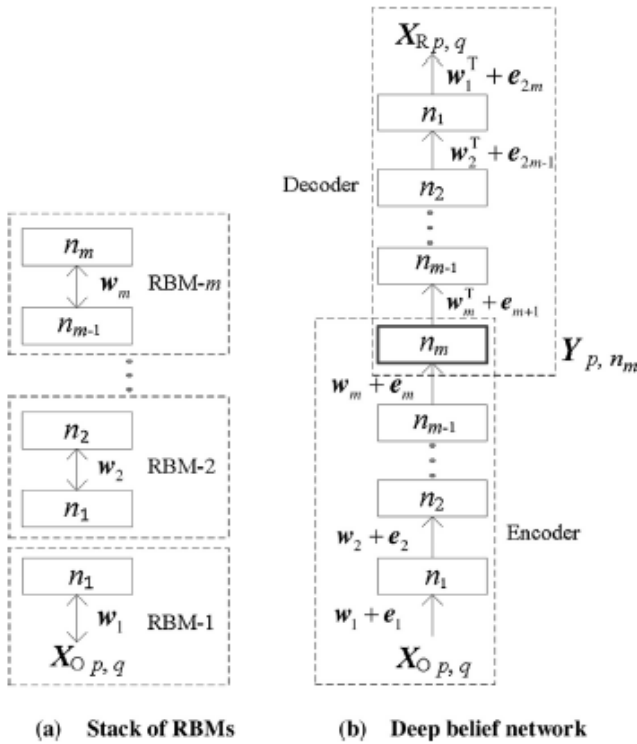 X_R p, q
w_1^T + e_2m
n_1
w_2^T + e_2m-1
Decoder
n_2
n_m-1
w_m^T + e_m+1
n_m
Y_p, n_m
w_m + e_m
n_m-1
n_2
Encoder
w_2 + e_2
n_1
w_1 + e_1
X_O p, q
n_m
w_m
RBM-m
n_m-1
n_2
w_2
RBM-2
n_1
n_1
w_1
RBM-1
X_O p, q
(a) Stack of RBMs
(b) Deep belief network